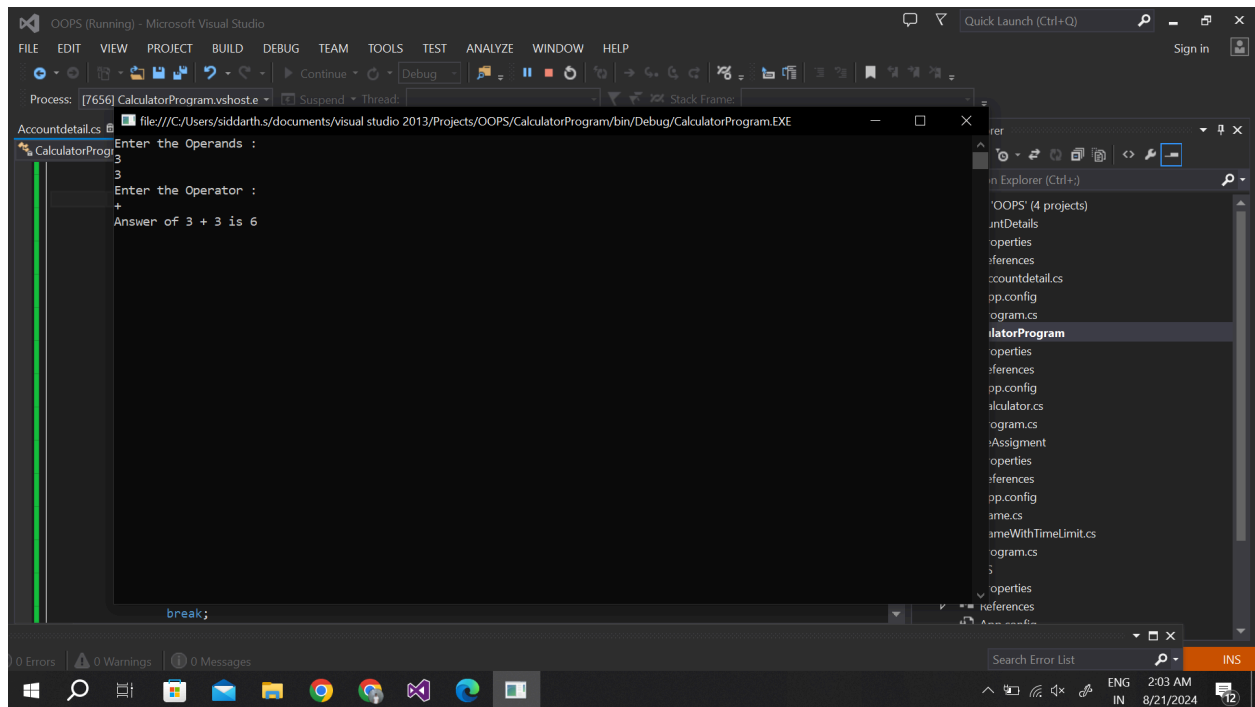 OOPS (Running) - Microsoft Visual Studio
Quick Launch (Ctrl+Q)
FILE EDIT VIEW PROJECT BUILD DEBUG TEAM TOOLS TEST ANALYZE WINDOW HELP
Sign in
Continue Debug
Process: [7656] CalculatorProgram.vshost.e Suspend Thread: Stack Frame:
Accountdetail.cs
CalculatorProgr
file:///C:/Users/siddarth.s/documents/visual studio 2013/Projects/OOPS/CalculatorProgram/bin/Debug/CalculatorProgram.EXE
Enter the Operands :
3
3
Enter the Operator :
+
Answer of 3 + 3 is 6
break;
rer
n Explorer (Ctrl+;)
'OOPS' (4 projects)
untDetails
operties
eferences
ccountdetail.cs
pp.config
ogram.cs
ulatorProgram
operties
eferences
pp.config
alculator.cs
ogram.cs
eAssigment
operties
eferences
pp.config
ame.cs
ameWithTimeLimit.cs
ogram.cs
S
operties
References
App.config
0 Errors 0 Warnings 0 Messages
Search Error List
INS
ENG
IN
2:03 AM
8/21/2024
12